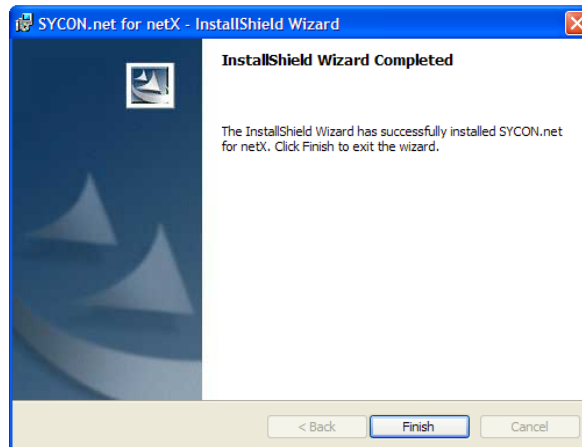 SYCON.net for netX - InstallShield Wizard
InstallShield Wizard Completed
The InstallShield Wizard has successfully installed SYCON.net
for netX. Click Finish to exit the wizard.
< Back
Finish
Cancel